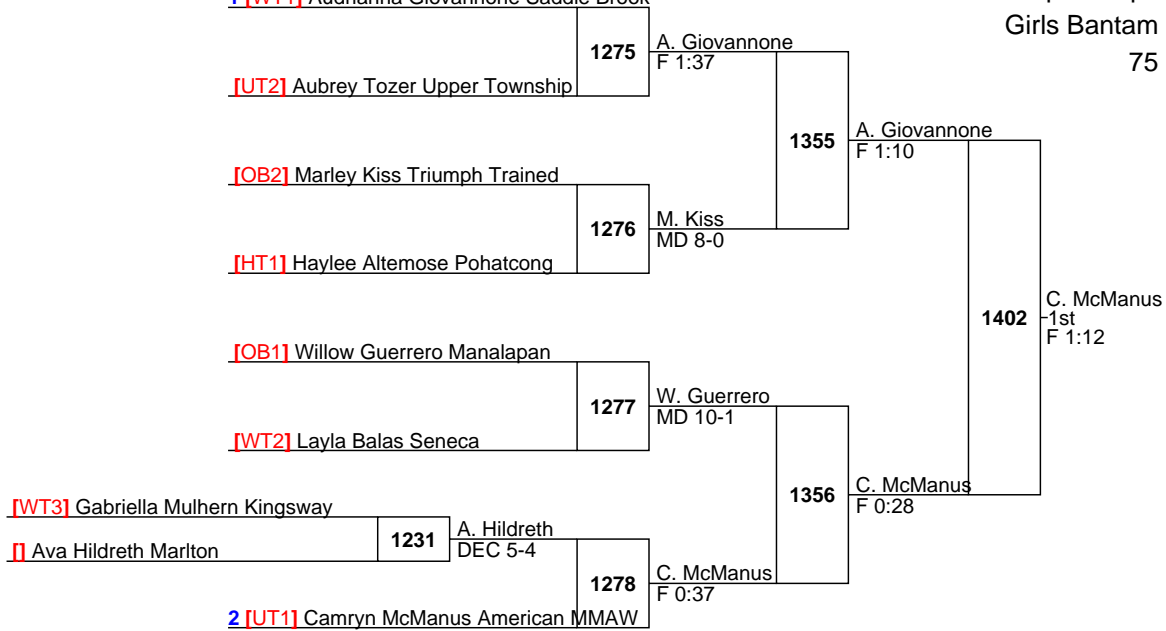 Girls Bantam
75
[UT2] Aubrey Tozer Upper Township
1275
A. Giovannone
F 1:37
[OB2] Marley Kiss Triumph Trained
[HT1] Haylee Altemose Pohatcong
1276
M. Kiss
MD 8-0
1355
A. Giovannone
F 1:10
[OB1] Willow Guerrero Manalapan
[WT2] Layla Balas Seneca
1277
W. Guerrero
MD 10-1
[WT3] Gabriella Mulhern Kingsway
[] Ava Hildreth Marlton
1231
A. Hildreth
DEC 5-4
2 [UT1] Camryn McManus American MMAW
1278
C. McManus
F 0:37
1356
C. McManus
F 0:28
1402
C. McManus
1st
F 1:12